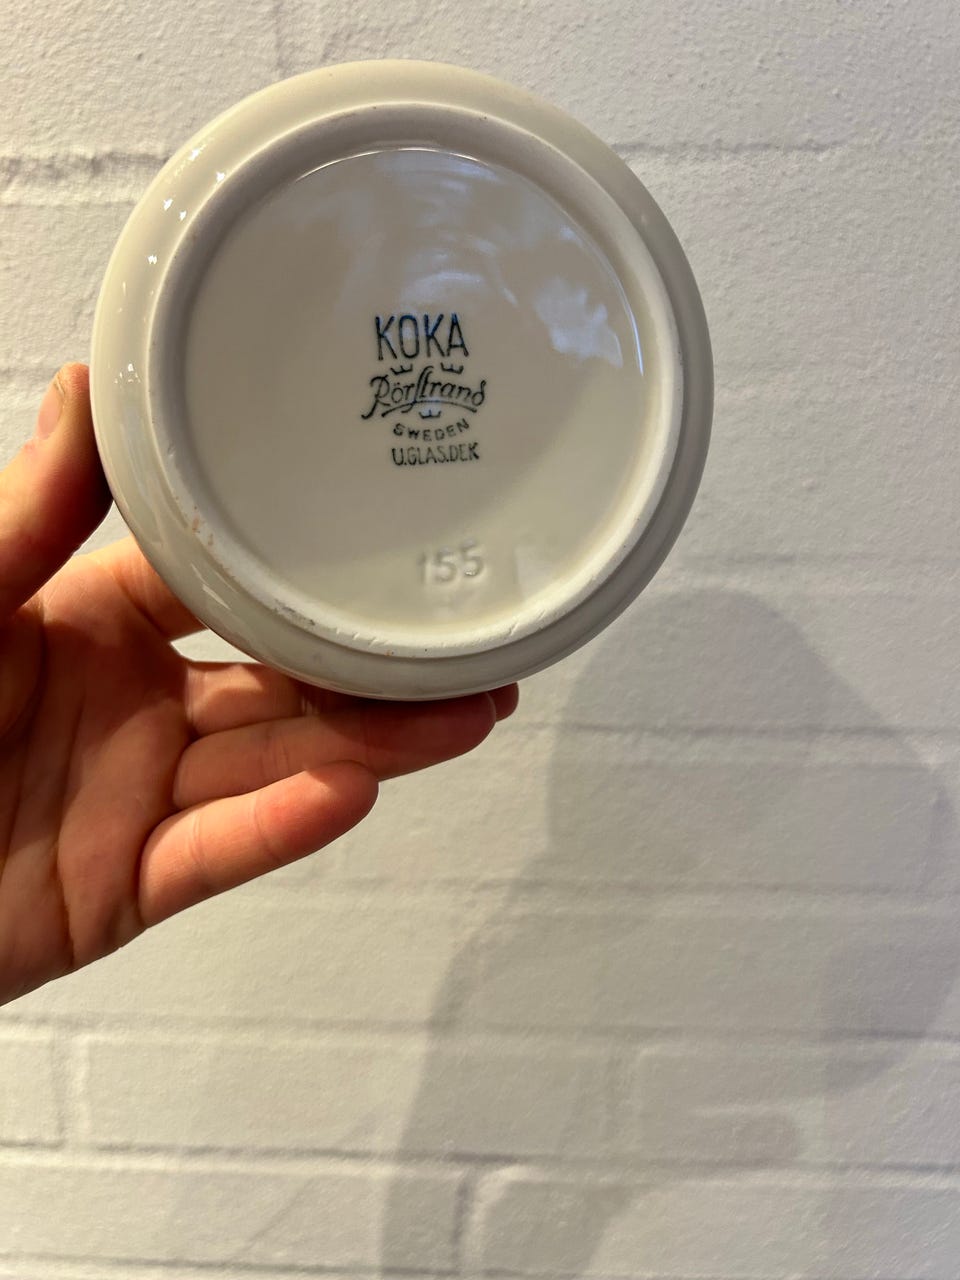 KOKA
Rörstrand
SWEDEN
U.GLAS.DEK
155